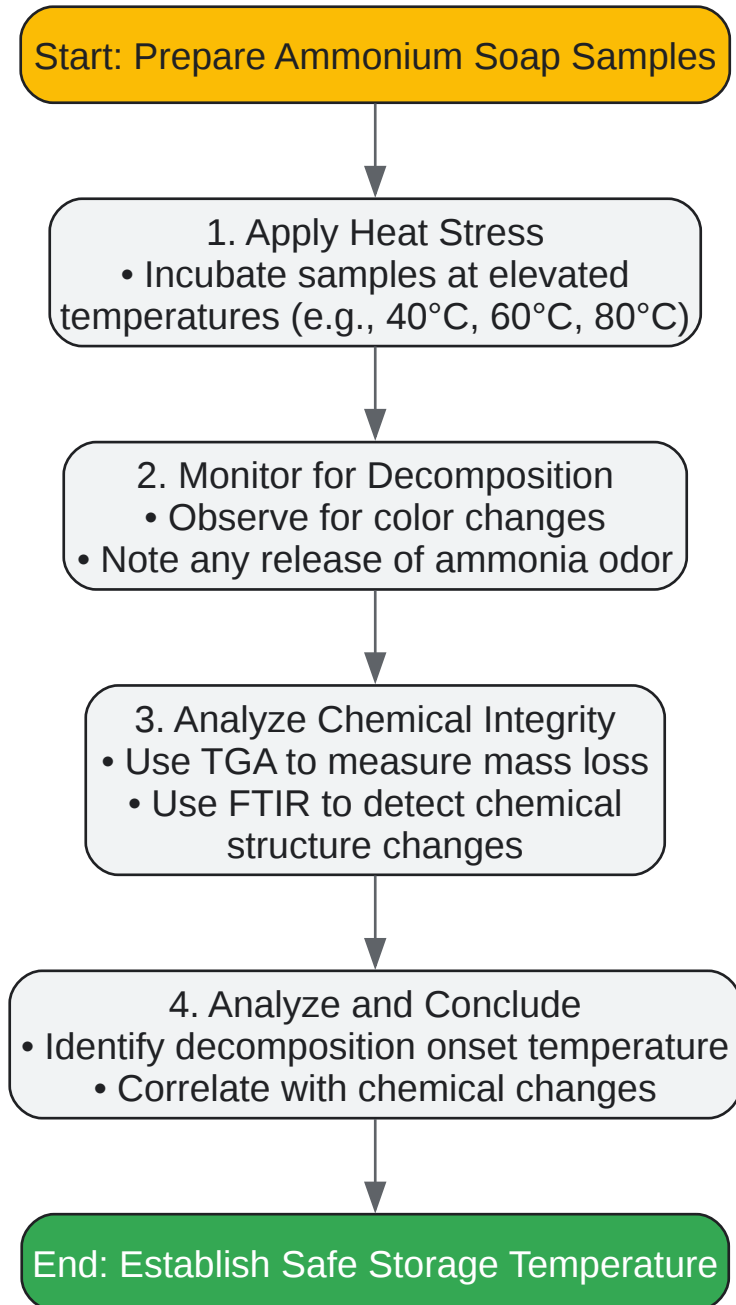 Start: Prepare Ammonium Soap Samples
1. Apply Heat Stress
• Incubate samples at elevated
temperatures (e.g., 40°C, 60°C, 80°C)
2. Monitor for Decomposition
• Observe for color changes
• Note any release of ammonia odor
3. Analyze Chemical Integrity
• Use TGA to measure mass loss
• Use FTIR to detect chemical
structure changes
4. Analyze and Conclude
• Identify decomposition onset temperature
• Correlate with chemical changes
End: Establish Safe Storage Temperature